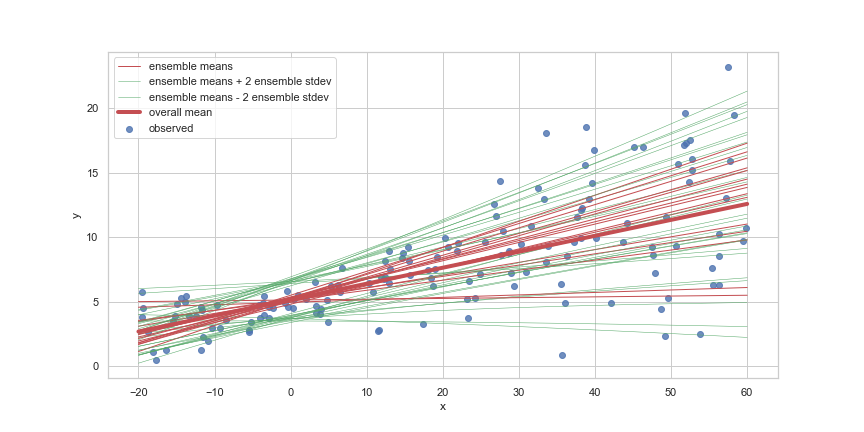 ensemble means
ensemble means + 2 ensemble stdev
ensemble means - 2 ensemble stdev
overall mean
observed
20
15
10
5
0
y
−20
−10
0
10
20
30
40
50
60
x